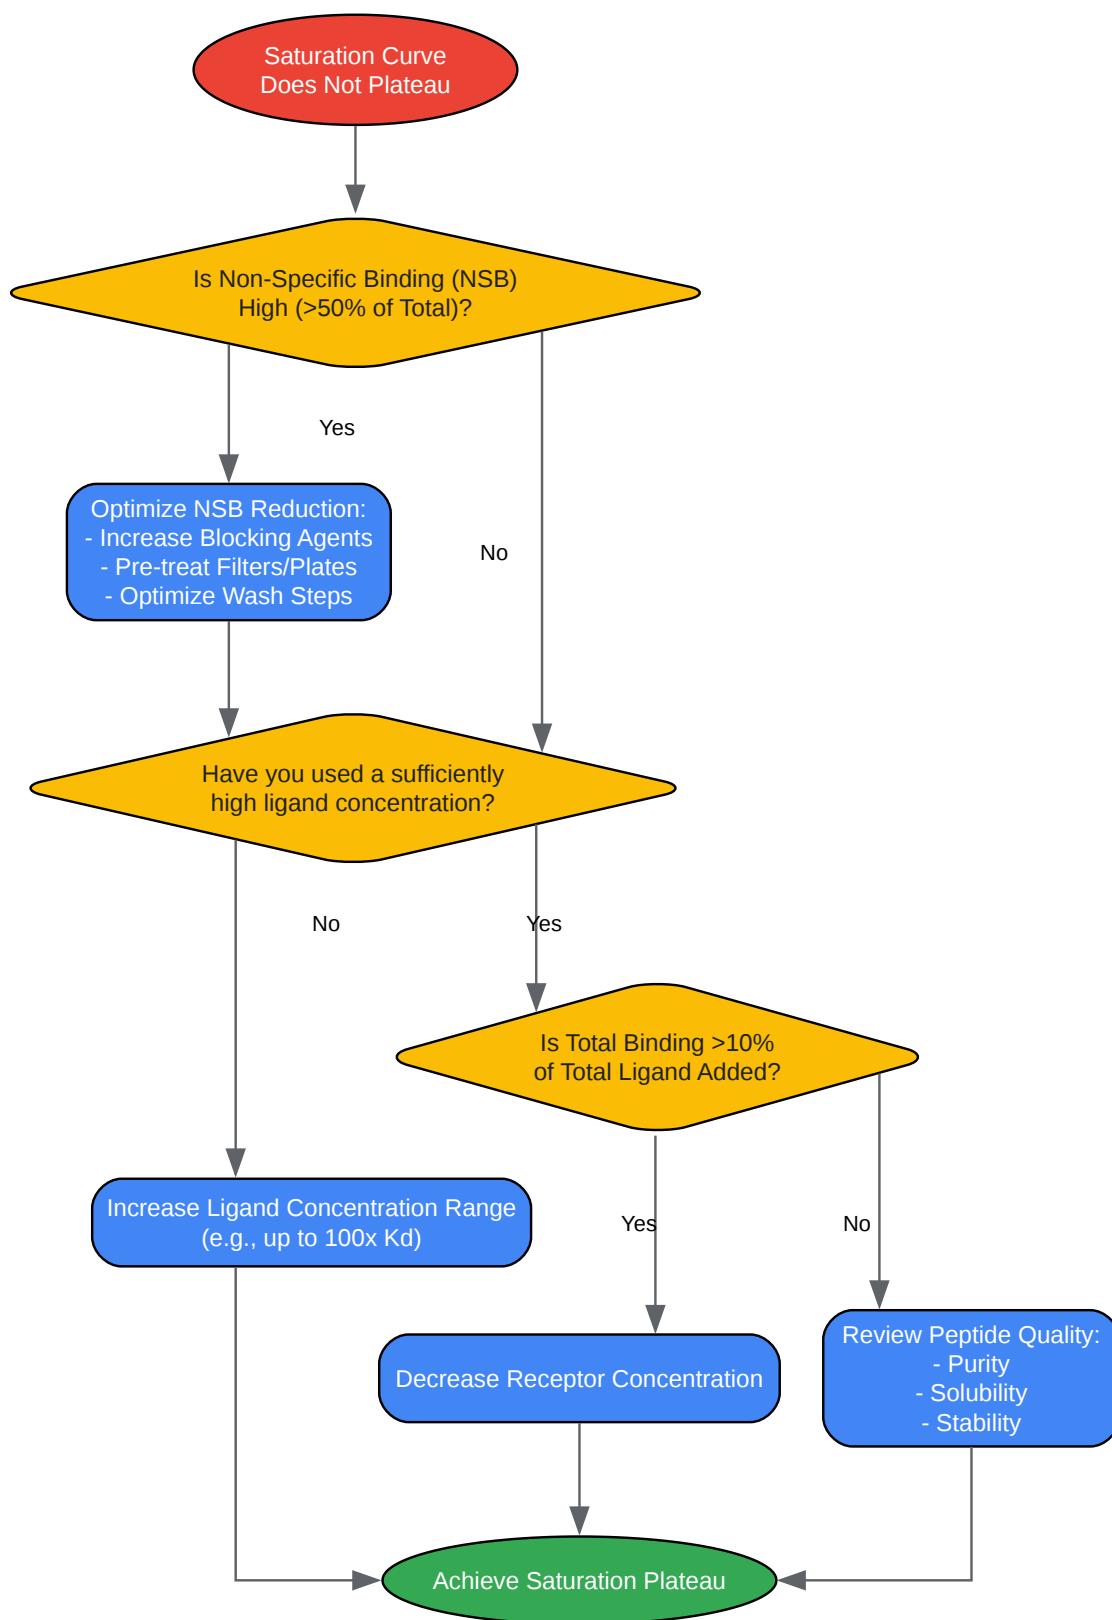 Saturation Curve
Does Not Plateau
Is Non-Specific Binding (NSB)
High (>50% of Total)?
Yes
Optimize NSB Reduction:
- Increase Blocking Agents
- Pre-treat Filters/Plates
- Optimize Wash Steps
No
Have you used a sufficiently
high ligand concentration?
No
Yes
Is Total Binding >10%
of Total Ligand Added?
Increase Ligand Concentration Range
(e.g., up to 100x Kd)
Yes
No
Decrease Receptor Concentration
Review Peptide Quality:
- Purity
- Solubility
- Stability
Achieve Saturation Plateau